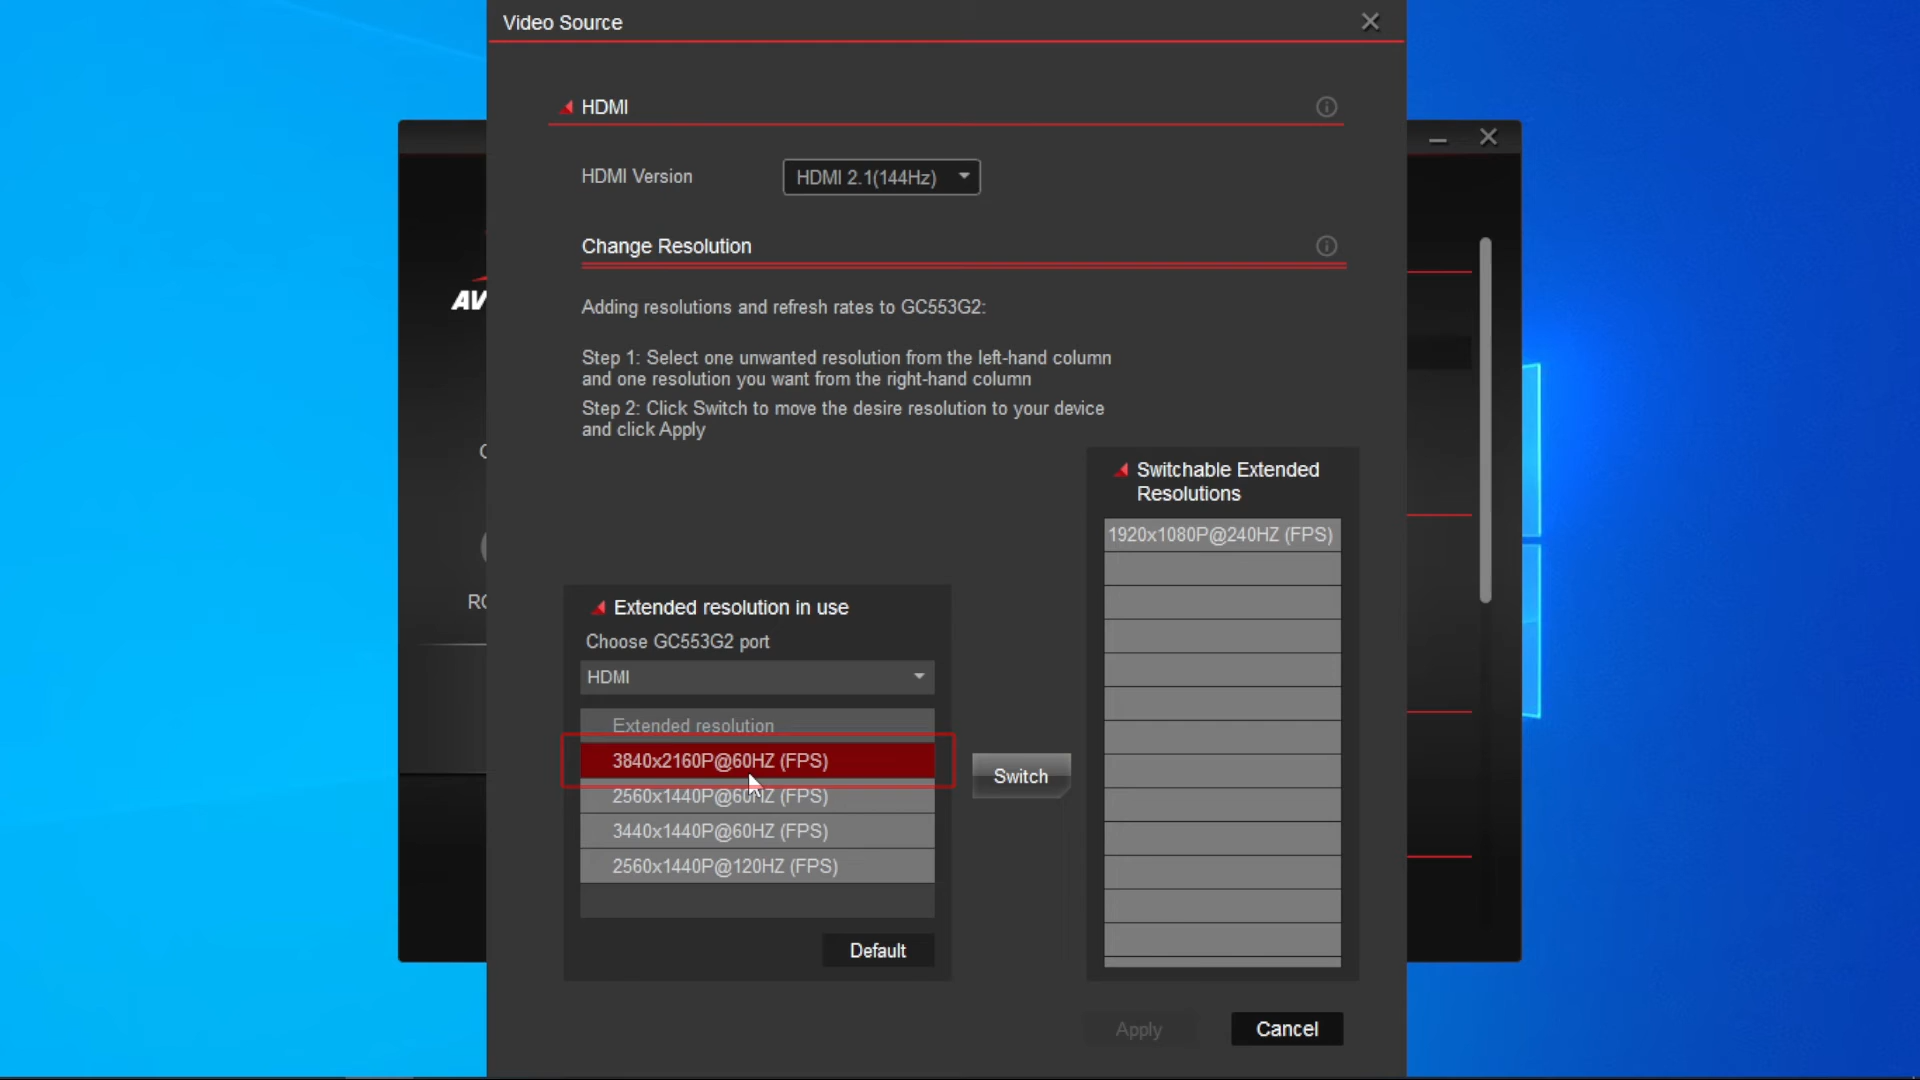 Video Source
HDMI
HDMI Version
HDMI 2.1(144Hz)
Change Resolution
Adding resolutions and refresh rates to GC553G2:
Step 1: Select one unwanted resolution from the left-hand column
and one resolution you want from the right-hand column
Step 2: Click Switch to move the desire resolution to your device
and click Apply
Switchable Extended
Resolutions
1920x1080P@240HZ (FPS)
Extended resolution in use
Choose GC553G2 port
HDMI
Extended resolution
3840x2160P@60HZ (FPS)
2560x1440P@60HZ (FPS)
3440x1440P@60HZ (FPS)
2560x1440P@120HZ (FPS)
Switch
Default
Apply
Cancel